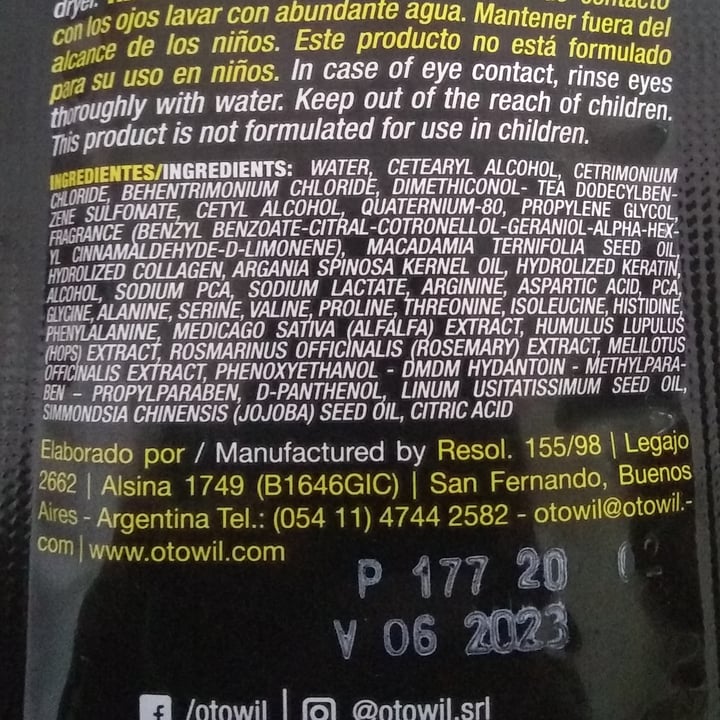 dryer.
con los ojos lavar con abundante agua. Mantener fuera del
alcance de los niños. Este producto no está formulado
para su uso en niños. In case of eye contact, rinse eyes
thoroughly with water. Keep out of the reach of children.
This product is not formulated for use in children.
INGREDIENTES/INGREDIENTS: WATER, CETEARYL ALCOHOL, CETRIMONIUM
CHLORIDE, BEHENTRIMONIUM CHLORIDE, DIMETHICONOL- TEA DODECYLBEN-
ZENE SULFONATE, CETYL ALCOHOL, QUATERNIUM-80, PROPYLENE GLYCOL,
FRAGRANCE (BENZYL BENZOATE-CITRAL-COTRONELLOL-GERANIOL-ALPHA-HEX-
YL CINNAMALDEHYDE-D-LIMONENE), MACADAMIA TERNIFOLIA SEED OIL,
HYDROLIZED COLLAGEN, ARGANIA SPINOSA KERNEL OIL, HYDROLIZED KERATIN,
ALCOHOL, SODIUM PCA, SODIUM LACTATE, ARGININE, ASPARTIC ACID, PCA,
GLYCINE, ALANINE, SERINE, VALINE, PROLINE, THREONINE, ISOLEUCINE, HISTIDINE,
PHENYLALANINE, MEDICAGO SATIVA (ALFALFA) EXTRACT, HUMULUS LUPULUS
(HOPS) EXTRACT, ROSMARINUS OFFICINALIS (ROSEMARY) EXTRACT, MELILOTUS
OFFICINALIS EXTRACT, PHENOXYETHANOL - DMDM HYDANTOIN - METHYLPARA-
BEN – PROPYLPARABEN, D-PANTHENOL, LINUM USITATISSIMUM SEED OIL,
SIMMONDSIA CHINENSIS (JOJOBA) SEED OIL, CITRIC ACID
Elaborado por / Manufactured by Resol. 155/98 | Legajo
2662 | Alsina 1749 (B1646GIC) | San Fernando, Buenos
Aires - Argentina Tel.: (054 11) 4744 2582 - otowil@otowil.-
com | www.otowil.com
P 177 20
V 06 2023
/otowil | @otowil.srl